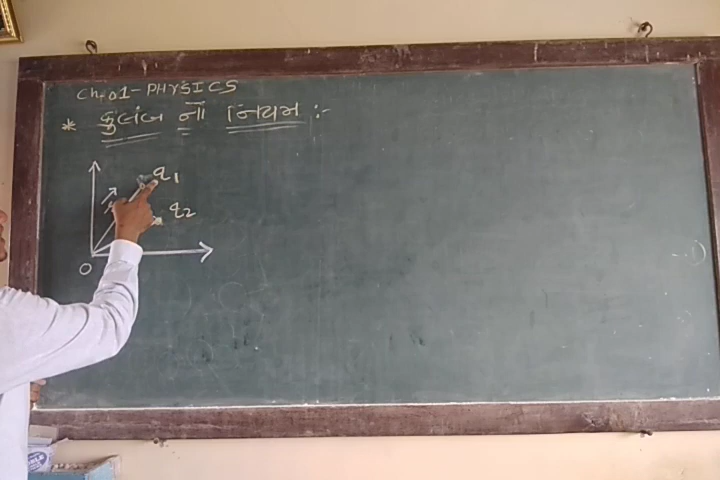 Ch-01-PHYSICS
* કુલંબ નો નિયમ :-
q1
q2
O